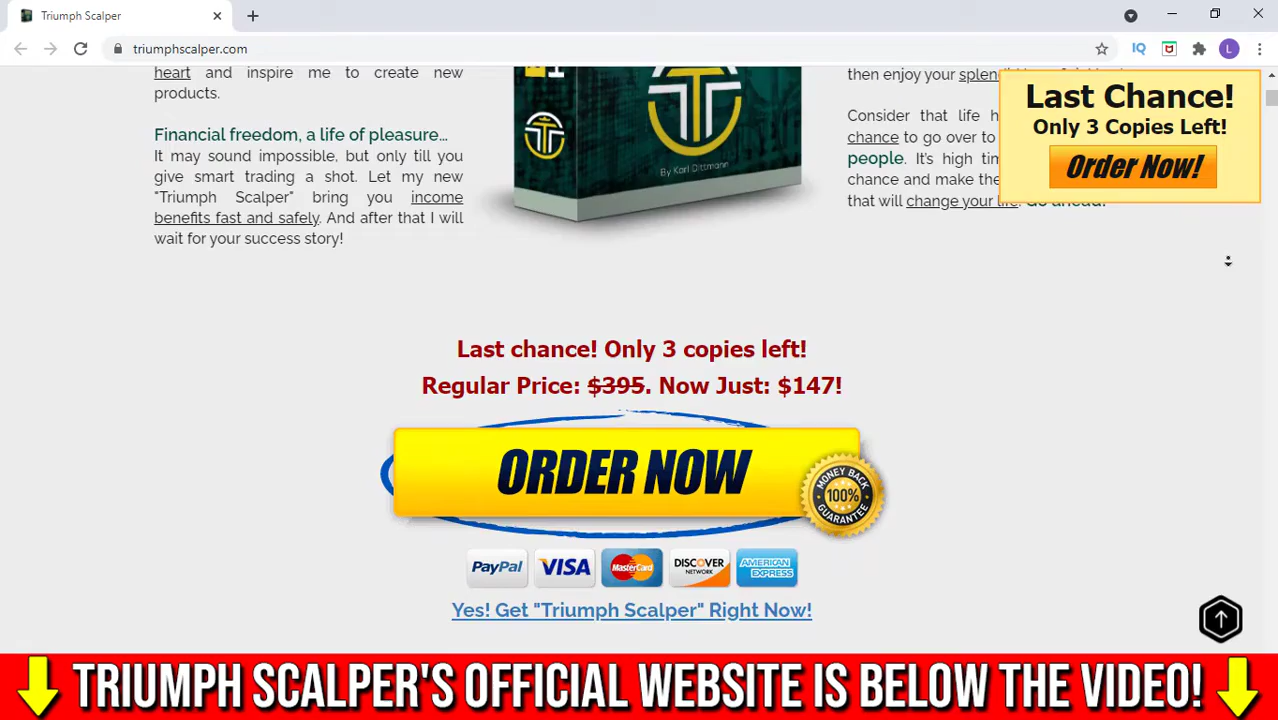 Triumph Scalper
triumphscalper.com
IQ
L
heart and inspire me to create new
products.
Financial freedom, a life of pleasure...
It may sound impossible, but only till you
give smart trading a shot. Let my new
"Triumph Scalper" bring you income
benefits fast and safely. And after that I will
wait for your success story!
By Karl Dittmann
then enjoy your
Consider that life
chance to go over to
people. It's high
chance and make the
that will change your life. Go ahead!
Last Chance!
Only 3 Copies Left!
Order Now!
Last chance! Only 3 copies left!
Regular Price: $395. Now Just: $147!
ORDER NOW
MONEY BACK
100%
GUARANTEE
PayPal VISA MasterCard DISCOVER NETWORK AMERICAN EXPRESS
Yes! Get "Triumph Scalper" Right Now!
TRIUMPH SCALPER'S OFFICIAL WEBSITE IS BELOW THE VIDEO!